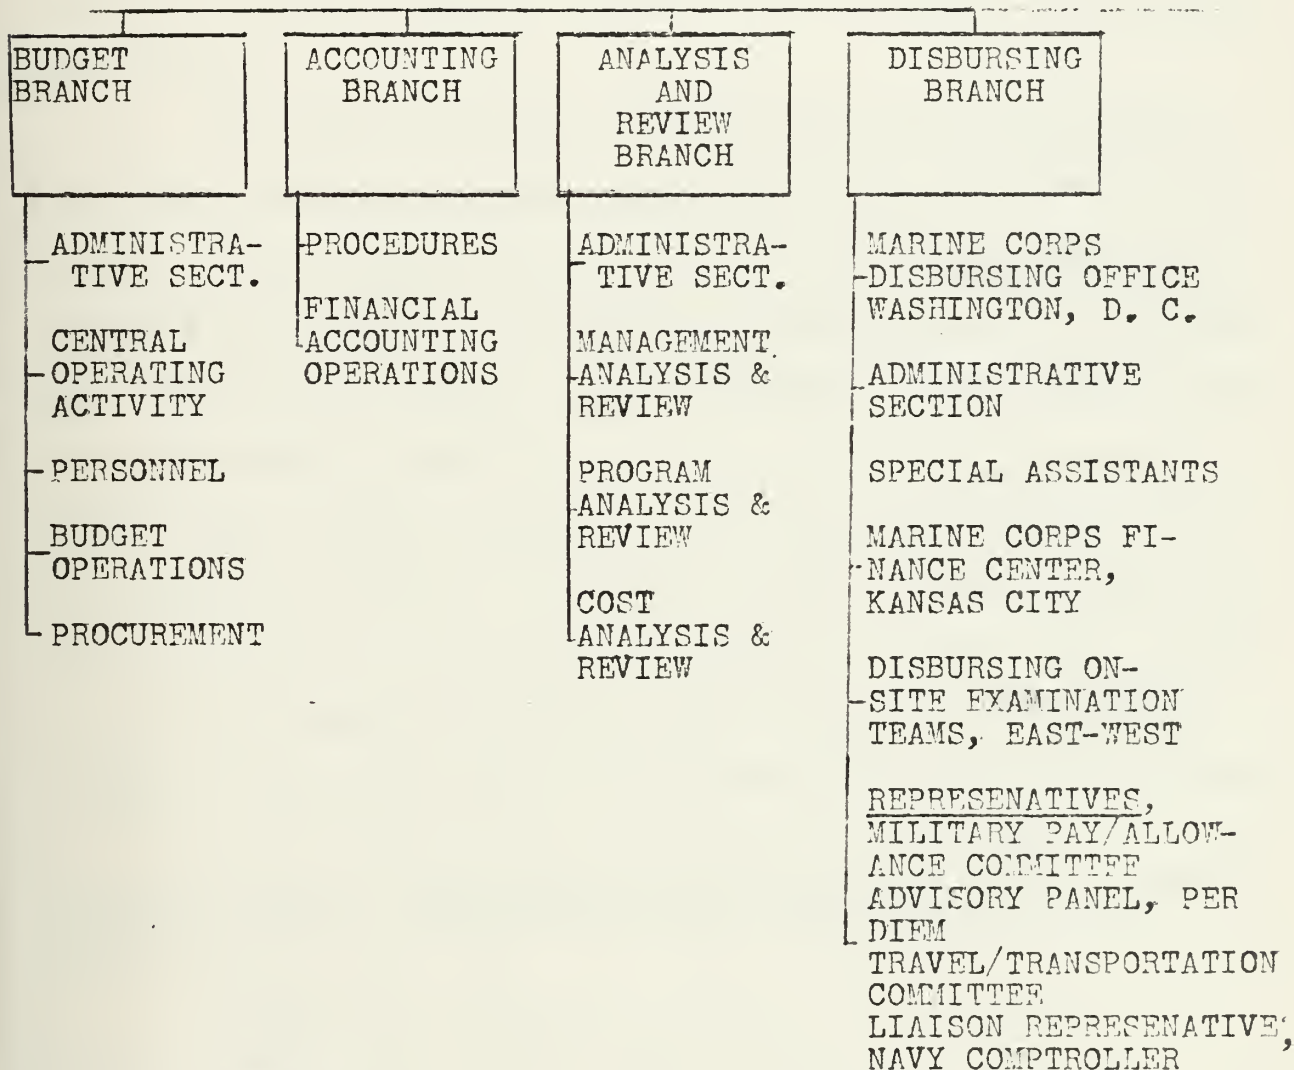 BUDGET
BRANCH
ACCOUNTING
BRANCH
ANALYSIS
AND
REVIEW
BRANCH
DISBURSING
BRANCH
ADMINISTRA-
TIVE SECT.
CENTRAL
OPERATING
ACTIVITY
PERSONNEL
BUDGET
OPERATIONS
PROCUREMENT
PROCEDURES
FINANCIAL
ACCOUNTING
OPERATIONS
ADMINISTRA-
TIVE SECT.
MANAGEMENT
ANALYSIS &
REVIEW
PROGRAM
ANALYSIS &
REVIEW
COST
ANALYSIS &
REVIEW
MARINE CORPS
DISBURSING OFFICE
WASHINGTON, D. C.
ADMINISTRATIVE
SECTION
SPECIAL ASSISTANTS
MARINE CORPS FI-
NANCE CENTER,
KANSAS CITY
DISBURSING ON-
SITE EXAMINATION
TEAMS, EAST-WEST
REPRESENATIVES,
MILITARY PAY/ALLOW-
ANCE COMMITTEE
ADVISORY PANEL, PER
DIEM
TRAVEL/TRANSPORTATION
COMMITTEE
LIAISON REPRESENATIVE,
NAVY COMPTROLLER